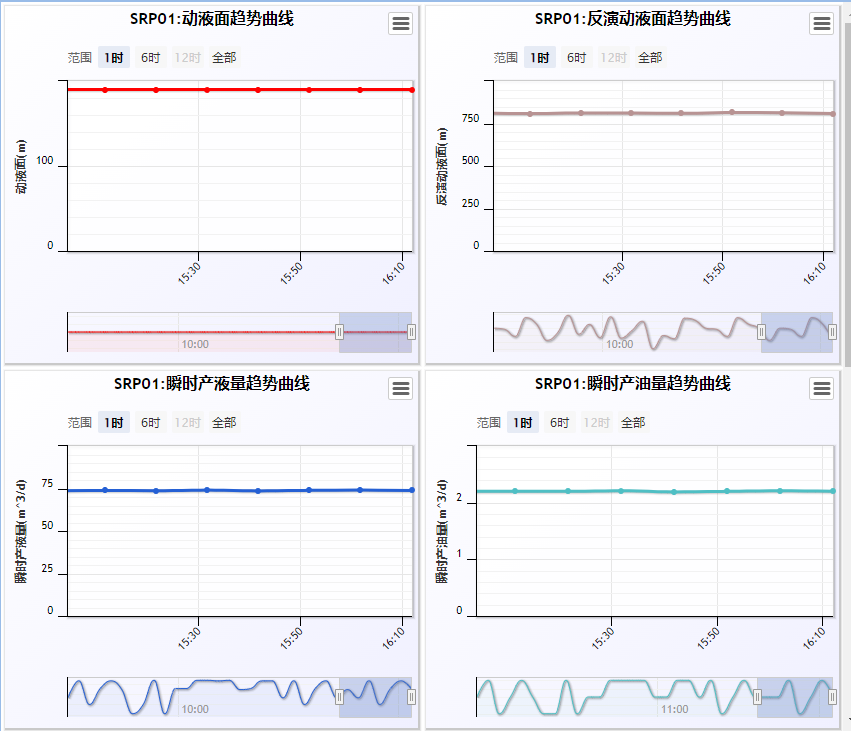 SRP01:动液面趋势曲线
范围 1时 6时 12时 全部
动液面(m)
100
0
15:30 15:50 16:10
10:00
SRP01:反演动液面趋势曲线
范围 1时 6时 12时 全部
反演动液面(m)
750
500
250
0
15:30 15:50 16:10
10:00
SRP01:瞬时产液量趋势曲线
范围 1时 6时 12时 全部
瞬时产液量(m^3/d)
75
50
25
0
15:30 15:50 16:10
10:00
SRP01:瞬时产油量趋势曲线
范围 1时 6时 12时 全部
瞬时产油量(m^3/d)
2
1
0
15:30 15:50 16:10
11:00